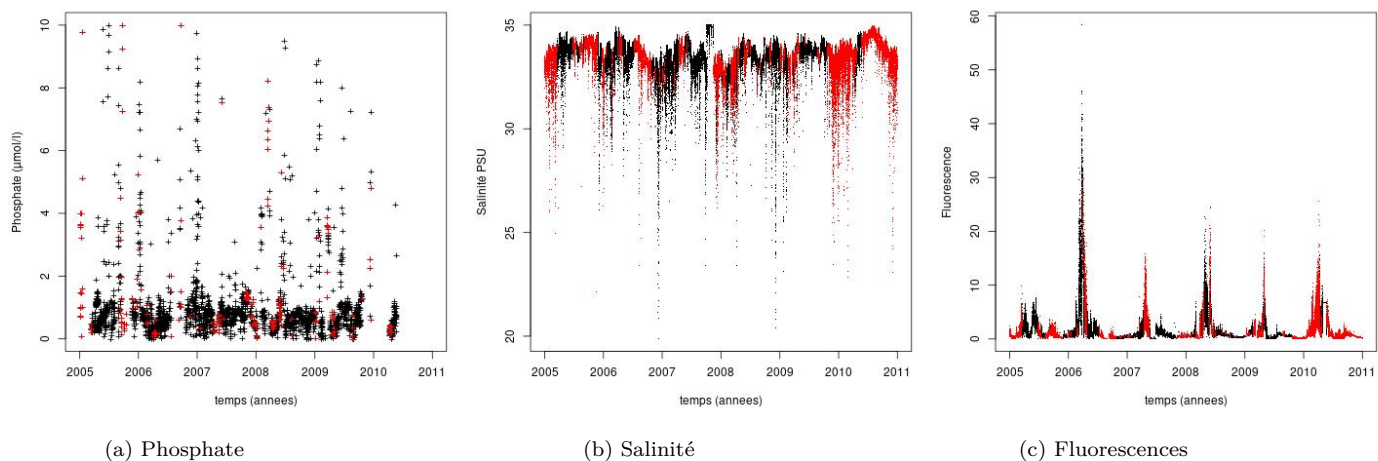 Phosphate (µmol/l)
10
8
6
4
2
0
2005 2006 2007 2008 2009 2010 2011
temps (annees)
(a) Phosphate
Salinité PSU
35
30
25
20
2005 2006 2007 2008 2009 2010 2011
temps (annees)
(b) Salinité
Fluorescence
60
50
40
30
20
10
0
2005 2006 2007 2008 2009 2010 2011
temps (annees)
(c) Fluorescences